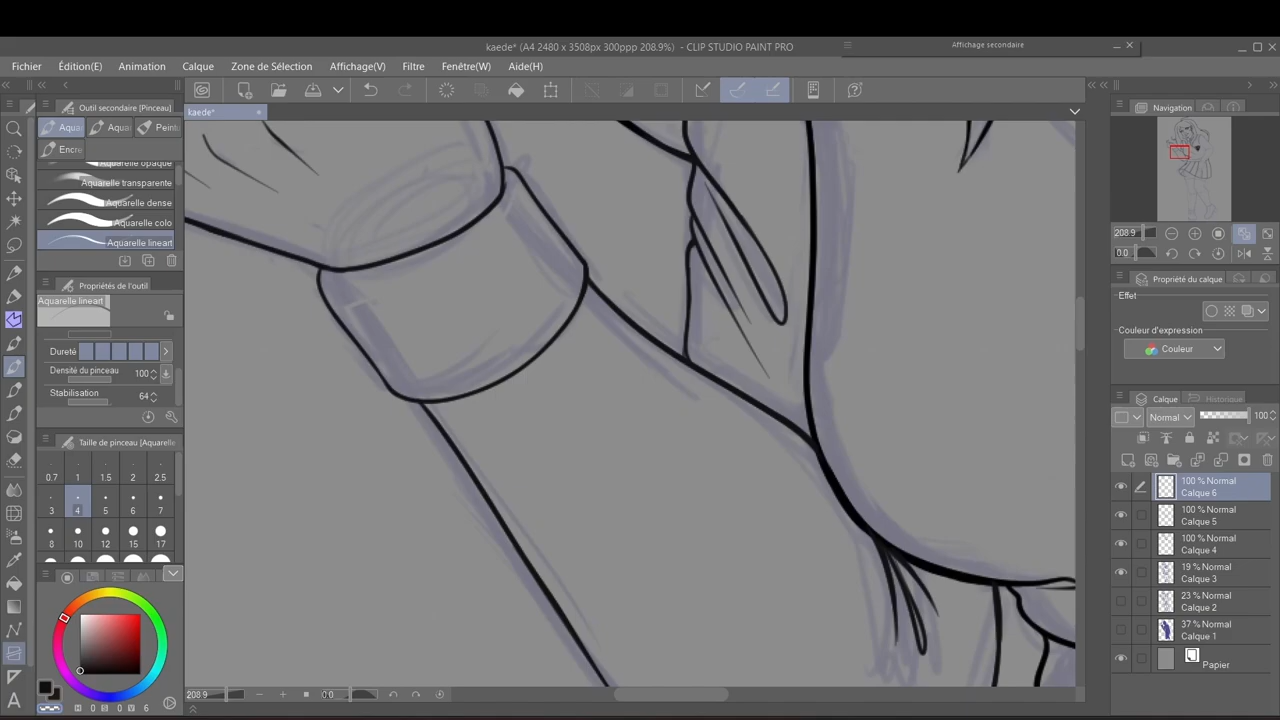 kaede* (A4 2480 x 3508px 300ppp 208.9%) - CLIP STUDIO PAINT PRO
Affichage secondaire
Fichier Édition(E) Animation Calque Zone de Sélection Affichage(V) Filtre Fenêtre(W) Aide(H)
Outil secondaire [Pinceau]
kaede*
Navigation
Aqua Aqua Peint
Encre
Aquarelle opaque
Aquarelle transparente
Aquarelle dense
Aquarelle colo
Aquarelle lineart
208.9
0.0
Propriétés de l'outil
Propriété du calque
Aquarelle lineart
Effet
Couleur d'expression
Couleur
Dureté
Densité du pinceau 100
Stabilisation 64
Calque Historique
Normal 100
Taille de pinceau [Aquarelle
0.7 1 1.5 2 2.5
3 4 5 6 7
8 10 12 15 17
100 % Normal
Calque 6
100 % Normal
Calque 5
100 % Normal
Calque 4
19 % Normal
Calque 3
23 % Normal
Calque 2
37 % Normal
Calque 1
Papier
H 0 S 0 V 6
208.9 0.0